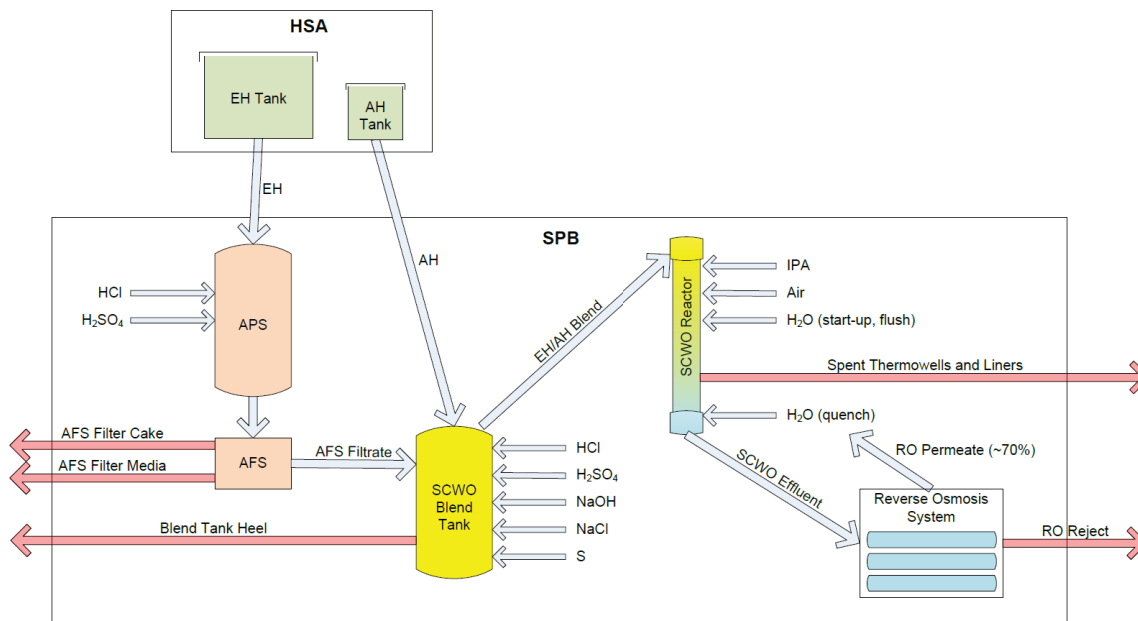 HSA
EH Tank
AH
Tank
EH
SPB
AH
HCl
H₂SO₄
APS
EH/AH Blend
SCWO Reactor
IPA
Air
H₂O (start-up, flush)
Spent Thermowells and Liners
H₂O (quench)
RO Permeate (~70%)
AFS Filter Cake
AFS Filter Media
AFS
AFS Filtrate
SCWO
Blend
Tank
HCl
H₂SO₄
NaOH
NaCl
S
SCWO Effluent
Reverse Osmosis
System
Blend Tank Heel
RO Reject